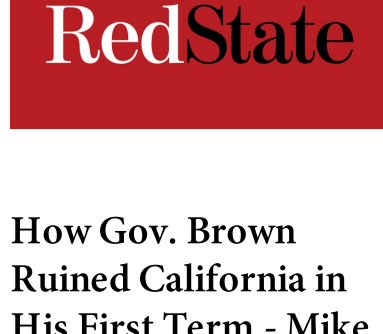 RedState
How Gov. Brown
Ruined California in
His First Term - Mike